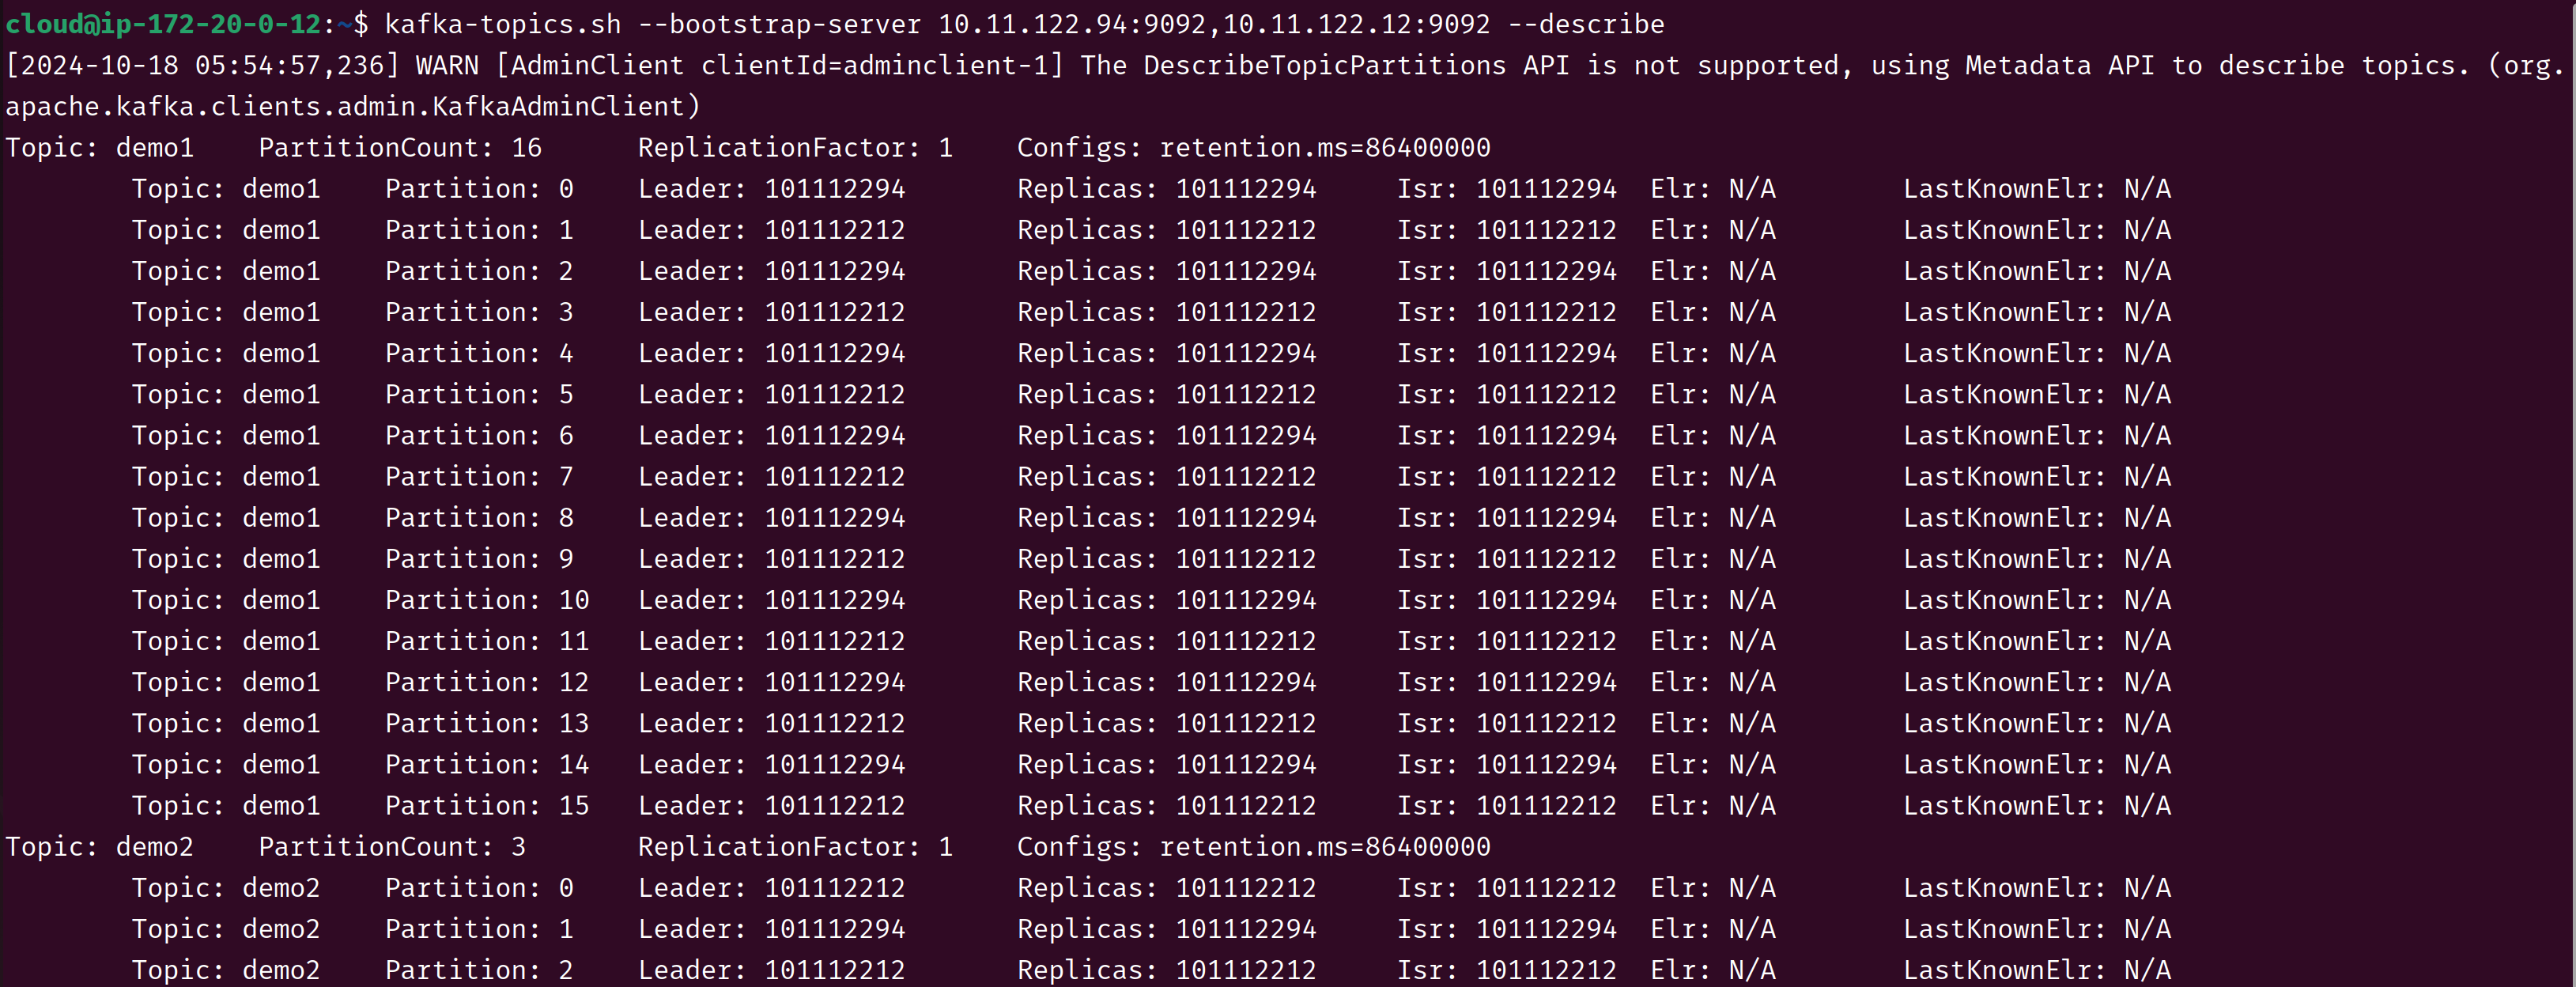 cloud@ip-172-20-0-12:~$ kafka-topics.sh --bootstrap-server 10.11.122.94:9092,10.11.122.12:9092 --describe
[2024-10-18 05:54:57,236] WARN [AdminClient clientId=adminclient-1] The DescribeTopicPartitions API is not supported, using Metadata API to describe topics. (org.
apache.kafka.clients.admin.KafkaAdminClient)
Topic: demo1 PartitionCount: 16 ReplicationFactor: 1 Configs: retention.ms=86400000
Topic: demo1 Partition: 0 Leader: 101112294 Replicas: 101112294 Isr: 101112294 Elr: N/A LastKnownElr: N/A
Topic: demo1 Partition: 1 Leader: 101112212 Replicas: 101112212 Isr: 101112212 Elr: N/A LastKnownElr: N/A
Topic: demo1 Partition: 2 Leader: 101112294 Replicas: 101112294 Isr: 101112294 Elr: N/A LastKnownElr: N/A
Topic: demo1 Partition: 3 Leader: 101112212 Replicas: 101112212 Isr: 101112212 Elr: N/A LastKnownElr: N/A
Topic: demo1 Partition: 4 Leader: 101112294 Replicas: 101112294 Isr: 101112294 Elr: N/A LastKnownElr: N/A
Topic: demo1 Partition: 5 Leader: 101112212 Replicas: 101112212 Isr: 101112212 Elr: N/A LastKnownElr: N/A
Topic: demo1 Partition: 6 Leader: 101112294 Replicas: 101112294 Isr: 101112294 Elr: N/A LastKnownElr: N/A
Topic: demo1 Partition: 7 Leader: 101112212 Replicas: 101112212 Isr: 101112212 Elr: N/A LastKnownElr: N/A
Topic: demo1 Partition: 8 Leader: 101112294 Replicas: 101112294 Isr: 101112294 Elr: N/A LastKnownElr: N/A
Topic: demo1 Partition: 9 Leader: 101112212 Replicas: 101112212 Isr: 101112212 Elr: N/A LastKnownElr: N/A
Topic: demo1 Partition: 10 Leader: 101112294 Replicas: 101112294 Isr: 101112294 Elr: N/A LastKnownElr: N/A
Topic: demo1 Partition: 11 Leader: 101112212 Replicas: 101112212 Isr: 101112212 Elr: N/A LastKnownElr: N/A
Topic: demo1 Partition: 12 Leader: 101112294 Replicas: 101112294 Isr: 101112294 Elr: N/A LastKnownElr: N/A
Topic: demo1 Partition: 13 Leader: 101112212 Replicas: 101112212 Isr: 101112212 Elr: N/A LastKnownElr: N/A
Topic: demo1 Partition: 14 Leader: 101112294 Replicas: 101112294 Isr: 101112294 Elr: N/A LastKnownElr: N/A
Topic: demo1 Partition: 15 Leader: 101112212 Replicas: 101112212 Isr: 101112212 Elr: N/A LastKnownElr: N/A
Topic: demo2 PartitionCount: 3 ReplicationFactor: 1 Configs: retention.ms=86400000
Topic: demo2 Partition: 0 Leader: 101112212 Replicas: 101112212 Isr: 101112212 Elr: N/A LastKnownElr: N/A
Topic: demo2 Partition: 1 Leader: 101112294 Replicas: 101112294 Isr: 101112294 Elr: N/A LastKnownElr: N/A
Topic: demo2 Partition: 2 Leader: 101112212 Replicas: 101112212 Isr: 101112212 Elr: N/A LastKnownElr: N/A